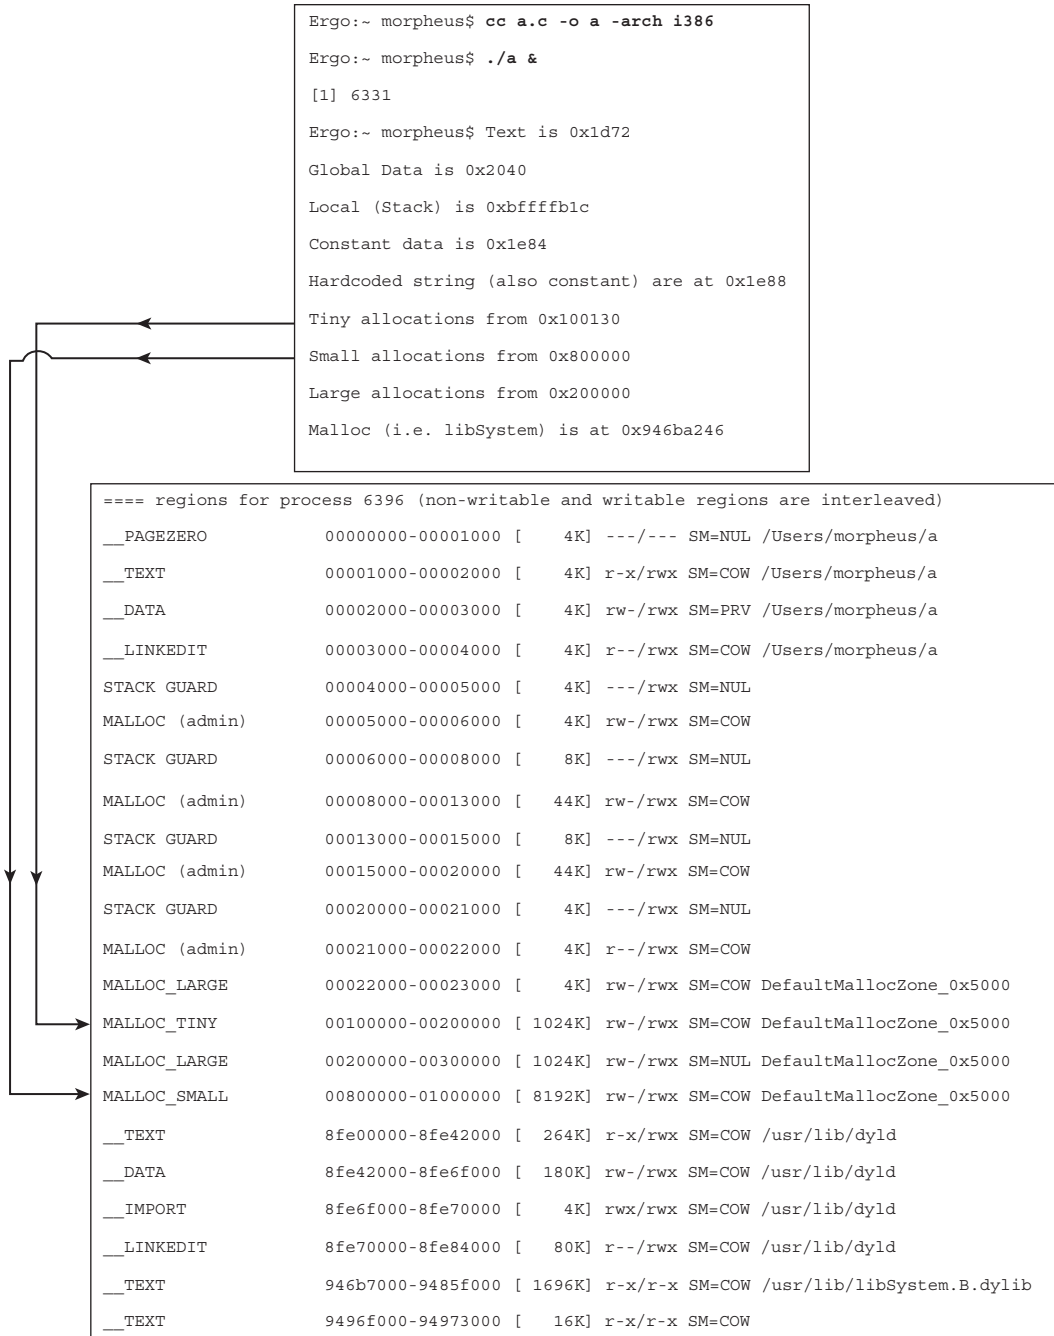 Ergo:~ morpheus$ cc a.c -o a -arch i386
Ergo:~ morpheus$ ./a &
[1] 6331
Ergo:~ morpheus$ Text is 0x1d72
Global Data is 0x2040
Local (Stack) is 0xbffffb1c
Constant data is 0x1e84
Hardcoded string (also constant) are at 0x1e88
Tiny allocations from 0x100130
Small allocations from 0x800000
Large allocations from 0x200000
Malloc (i.e. libSystem) is at 0x946ba246
==== regions for process 6396 (non-writable and writable regions are interleaved)
__PAGEZERO 00000000-00001000 [ 4K] ---/--- SM=NUL /Users/morpheus/a
__TEXT 00001000-00002000 [ 4K] r-x/rwx SM=COW /Users/morpheus/a
__DATA 00002000-00003000 [ 4K] rw-/rwx SM=PRV /Users/morpheus/a
__LINKEDIT 00003000-00004000 [ 4K] r--/rwx SM=COW /Users/morpheus/a
STACK GUARD 00004000-00005000 [ 4K] ---/rwx SM=NUL
MALLOC (admin) 00005000-00006000 [ 4K] rw-/rwx SM=COW
STACK GUARD 00006000-00008000 [ 8K] ---/rwx SM=NUL
MALLOC (admin) 00008000-00013000 [ 44K] rw-/rwx SM=COW
STACK GUARD 00013000-00015000 [ 8K] ---/rwx SM=NUL
MALLOC (admin) 00015000-00020000 [ 44K] rw-/rwx SM=COW
STACK GUARD 00020000-00021000 [ 4K] ---/rwx SM=NUL
MALLOC (admin) 00021000-00022000 [ 4K] r--/rwx SM=COW
MALLOC_LARGE 00022000-00023000 [ 4K] rw-/rwx SM=COW DefaultMallocZone_0x5000
MALLOC_TINY 00100000-00200000 [ 1024K] rw-/rwx SM=COW DefaultMallocZone_0x5000
MALLOC_LARGE 00200000-00300000 [ 1024K] rw-/rwx SM=NUL DefaultMallocZone_0x5000
MALLOC_SMALL 00800000-01000000 [ 8192K] rw-/rwx SM=COW DefaultMallocZone_0x5000
__TEXT 8fe00000-8fe42000 [ 264K] r-x/rwx SM=COW /usr/lib/dyld
__DATA 8fe42000-8fe6f000 [ 180K] rw-/rwx SM=COW /usr/lib/dyld
__IMPORT 8fe6f000-8fe70000 [ 4K] rwx/rwx SM=COW /usr/lib/dyld
__LINKEDIT 8fe70000-8fe84000 [ 80K] r--/rwx SM=COW /usr/lib/dyld
__TEXT 946b7000-9485f000 [ 1696K] r-x/r-x SM=COW /usr/lib/libSystem.B.dylib
__TEXT 9496f000-94973000 [ 16K] r-x/r-x SM=COW